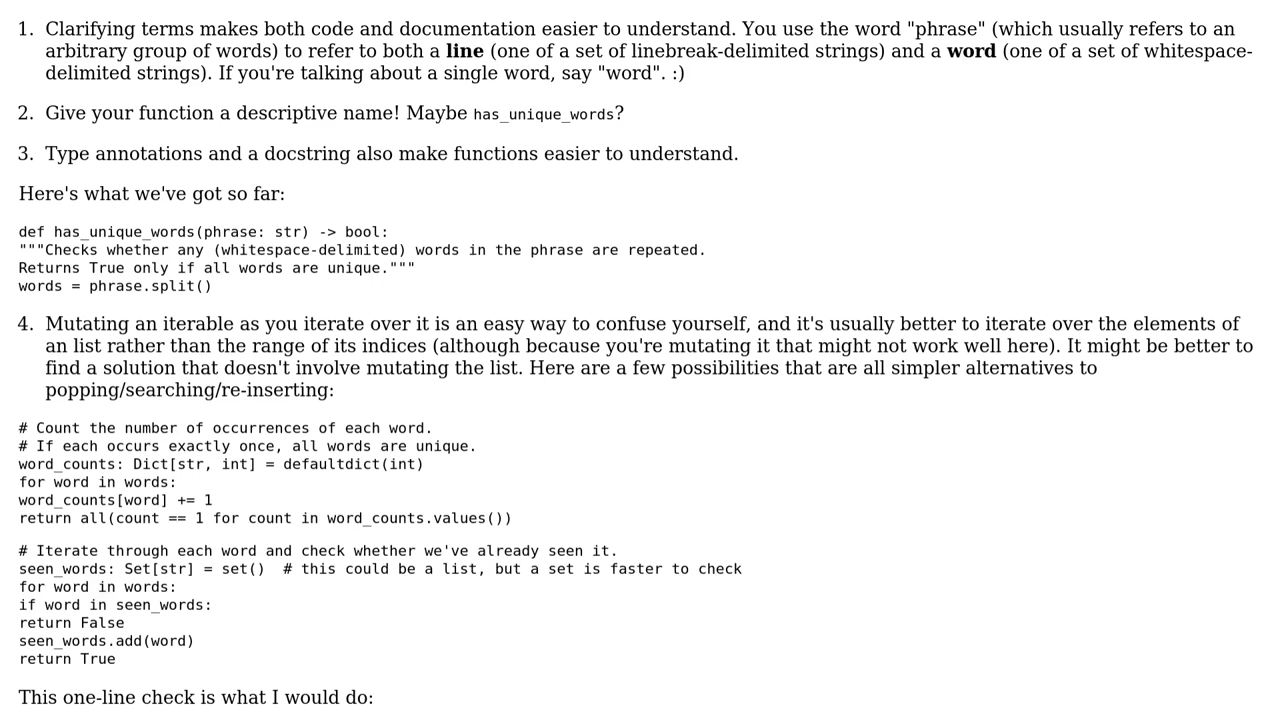 1. Clarifying terms makes both code and documentation easier to understand. You use the word "phrase" (which usually refers to an
arbitrary group of words) to refer to both a line (one of a set of linebreak-delimited strings) and a word (one of a set of whitespace-
delimited strings). If you're talking about a single word, say "word". :)
2. Give your function a descriptive name! Maybe has_unique_words?
3. Type annotations and a docstring also make functions easier to understand.
Here's what we've got so far:
def has_unique_words(phrase: str) -> bool:
"""Checks whether any (whitespace-delimited) words in the phrase are repeated.
Returns True only if all words are unique."""
words = phrase.split()
4. Mutating an iterable as you iterate over it is an easy way to confuse yourself, and it's usually better to iterate over the elements of
an list rather than the range of its indices (although because you're mutating it that might not work well here). It might be better to
find a solution that doesn't involve mutating the list. Here are a few possibilities that are all simpler alternatives to
popping/searching/re-inserting:
# Count the number of occurrences of each word.
# If each occurs exactly once, all words are unique.
word_counts: Dict[str, int] = defaultdict(int)
for word in words:
word_counts[word] += 1
return all(count == 1 for count in word_counts.values())
# Iterate through each word and check whether we've already seen it.
seen_words: Set[str] = set()  # this could be a list, but a set is faster to check
for word in words:
if word in seen_words:
return False
seen_words.add(word)
return True
This one-line check is what I would do: